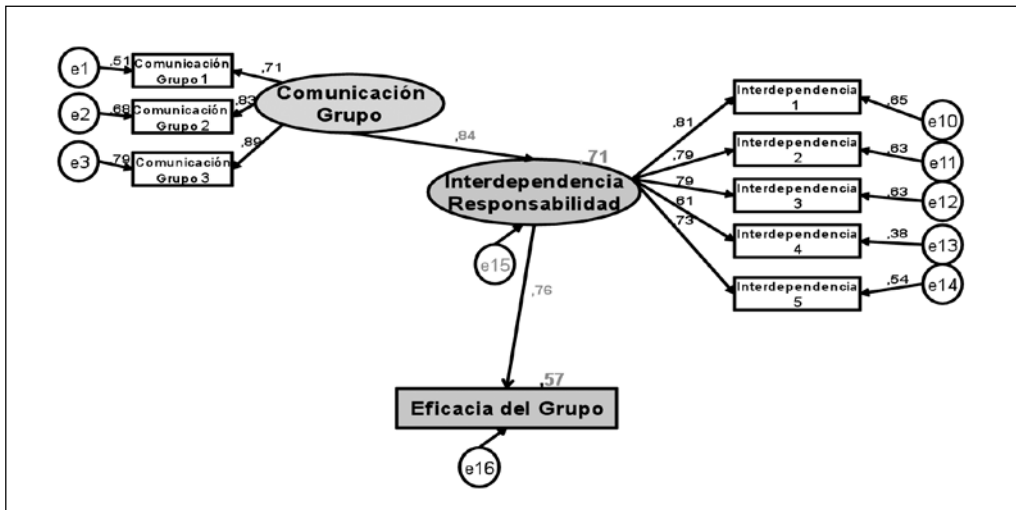 e1
,51
Comunicación
Grupo 1
,71
e2
,68
Comunicación
Grupo 2
,83
e3
,79
Comunicación
Grupo 3
,89
Comunicación
Grupo
,84
,71
Interdependencia
Responsabilidad
e15
,76
,57
Eficacia del Grupo
e16
,81
Interdependencia
1
,65
e10
,79
Interdependencia
2
,63
e11
,79
Interdependencia
3
,63
e12
,61
Interdependencia
4
,38
e13
,73
Interdependencia
5
,54
e14